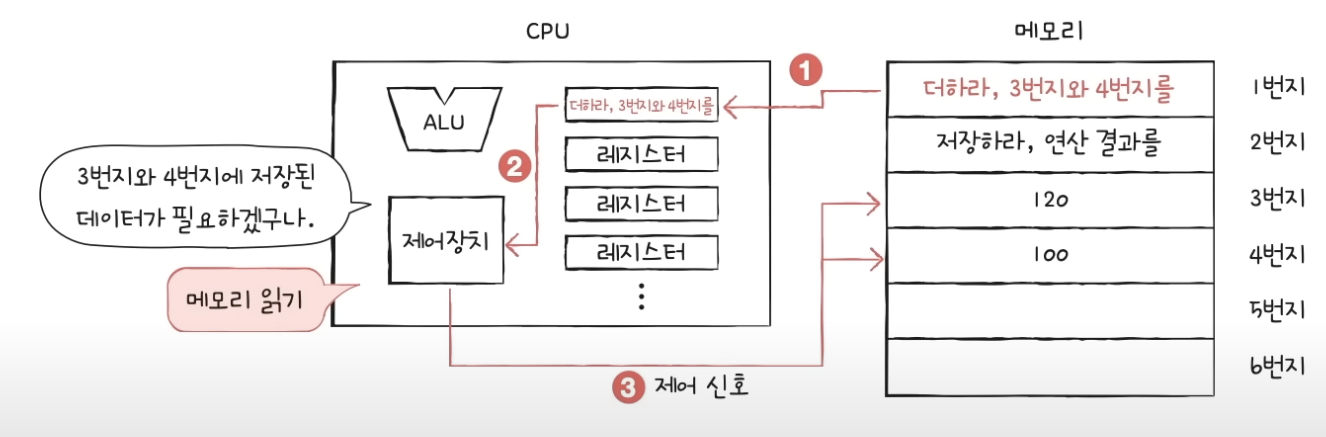 CPU
메모리
ALU
더하라, 3번지와 4번지를
레지스터
레지스터
레지스터
제어장치
3번지와 4번지에 저장된
데이터가 필요하겠구나.
메모리 읽기
1
2
3 제어 신호
더하라, 3번지와 4번지를
1번지
저장하라, 연산 결과를
2번지
120
3번지
100
4번지
5번지
6번지